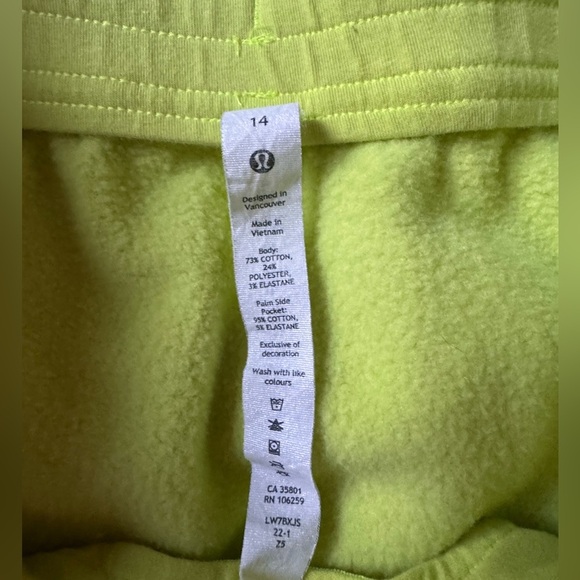 14
Designed in
Vancouver
Made in
Vietnam
Body:
73% COTTON,
24%
POLYESTER,
3% ELASTANE
Palm Side
Pocket:
95% COTTON,
5% ELASTANE
Exclusive of
decoration
Wash with like
colours
CA 35801
RN 106259
LW7BXJS
22-1
Z5